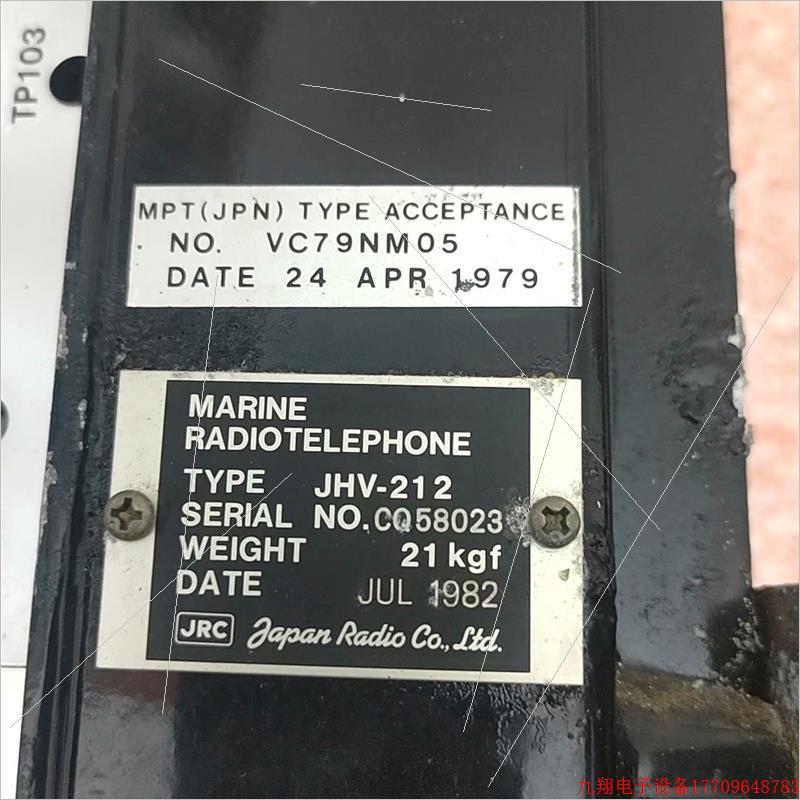 TP103
MPT(JPN) TYPE ACCEPTANCE
NO. VC79NM05
DATE 24 APR 1979
MARINE
RADIOTELEPHONE
TYPE JHV-212
SERIAL NO. CQ58023
WEIGHT 21 kgf
DATE JUL 1982
JRC Japan Radio Co., Ltd.
九翔电子设备17709648783